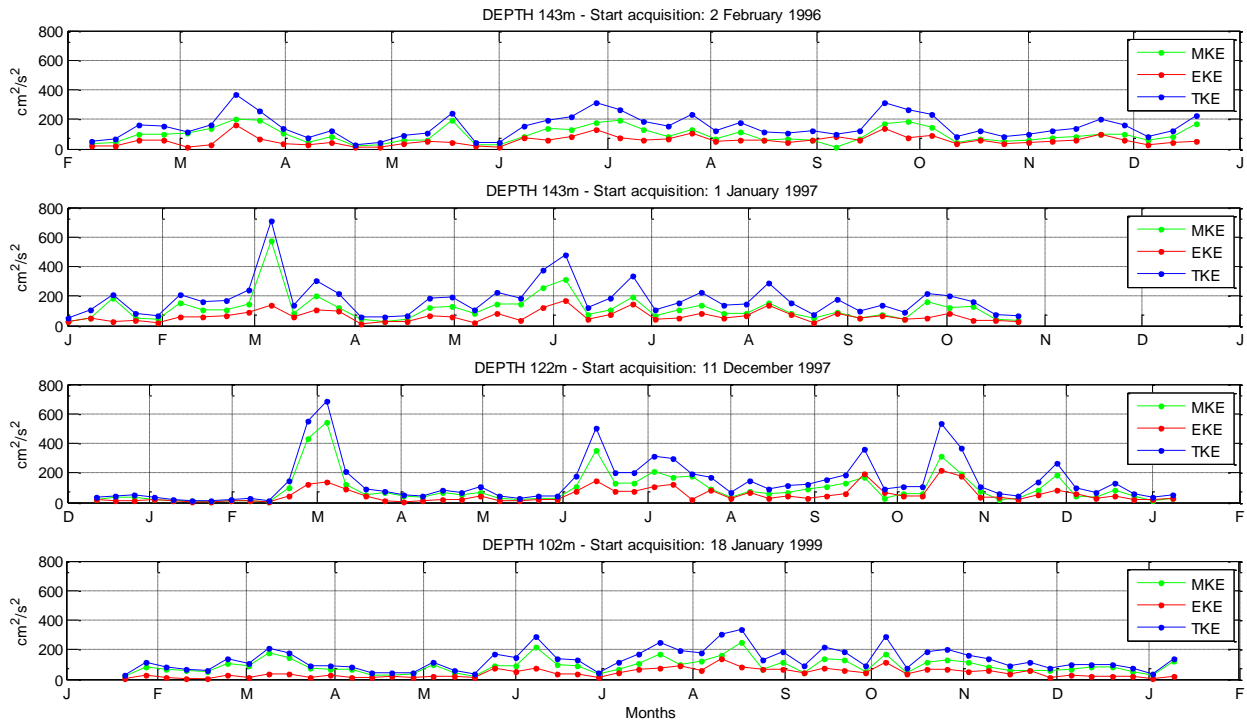 DEPTH 143m - Start acquisition: 2 February 1996
800
600
400
200
0
cm²/s²
MKE
EKE
TKE
F M A M J J A S O N D J
DEPTH 143m - Start acquisition: 1 January 1997
800
600
400
200
0
cm²/s²
MKE
EKE
TKE
J F M A M J J A S O N D J
DEPTH 122m - Start acquisition: 11 December 1997
800
600
400
200
0
cm²/s²
MKE
EKE
TKE
D J F M A M J J A S O N D J F
DEPTH 102m - Start acquisition: 18 January 1999
800
600
400
200
0
cm²/s²
MKE
EKE
TKE
J F M A M J J A S O N D J F
Months